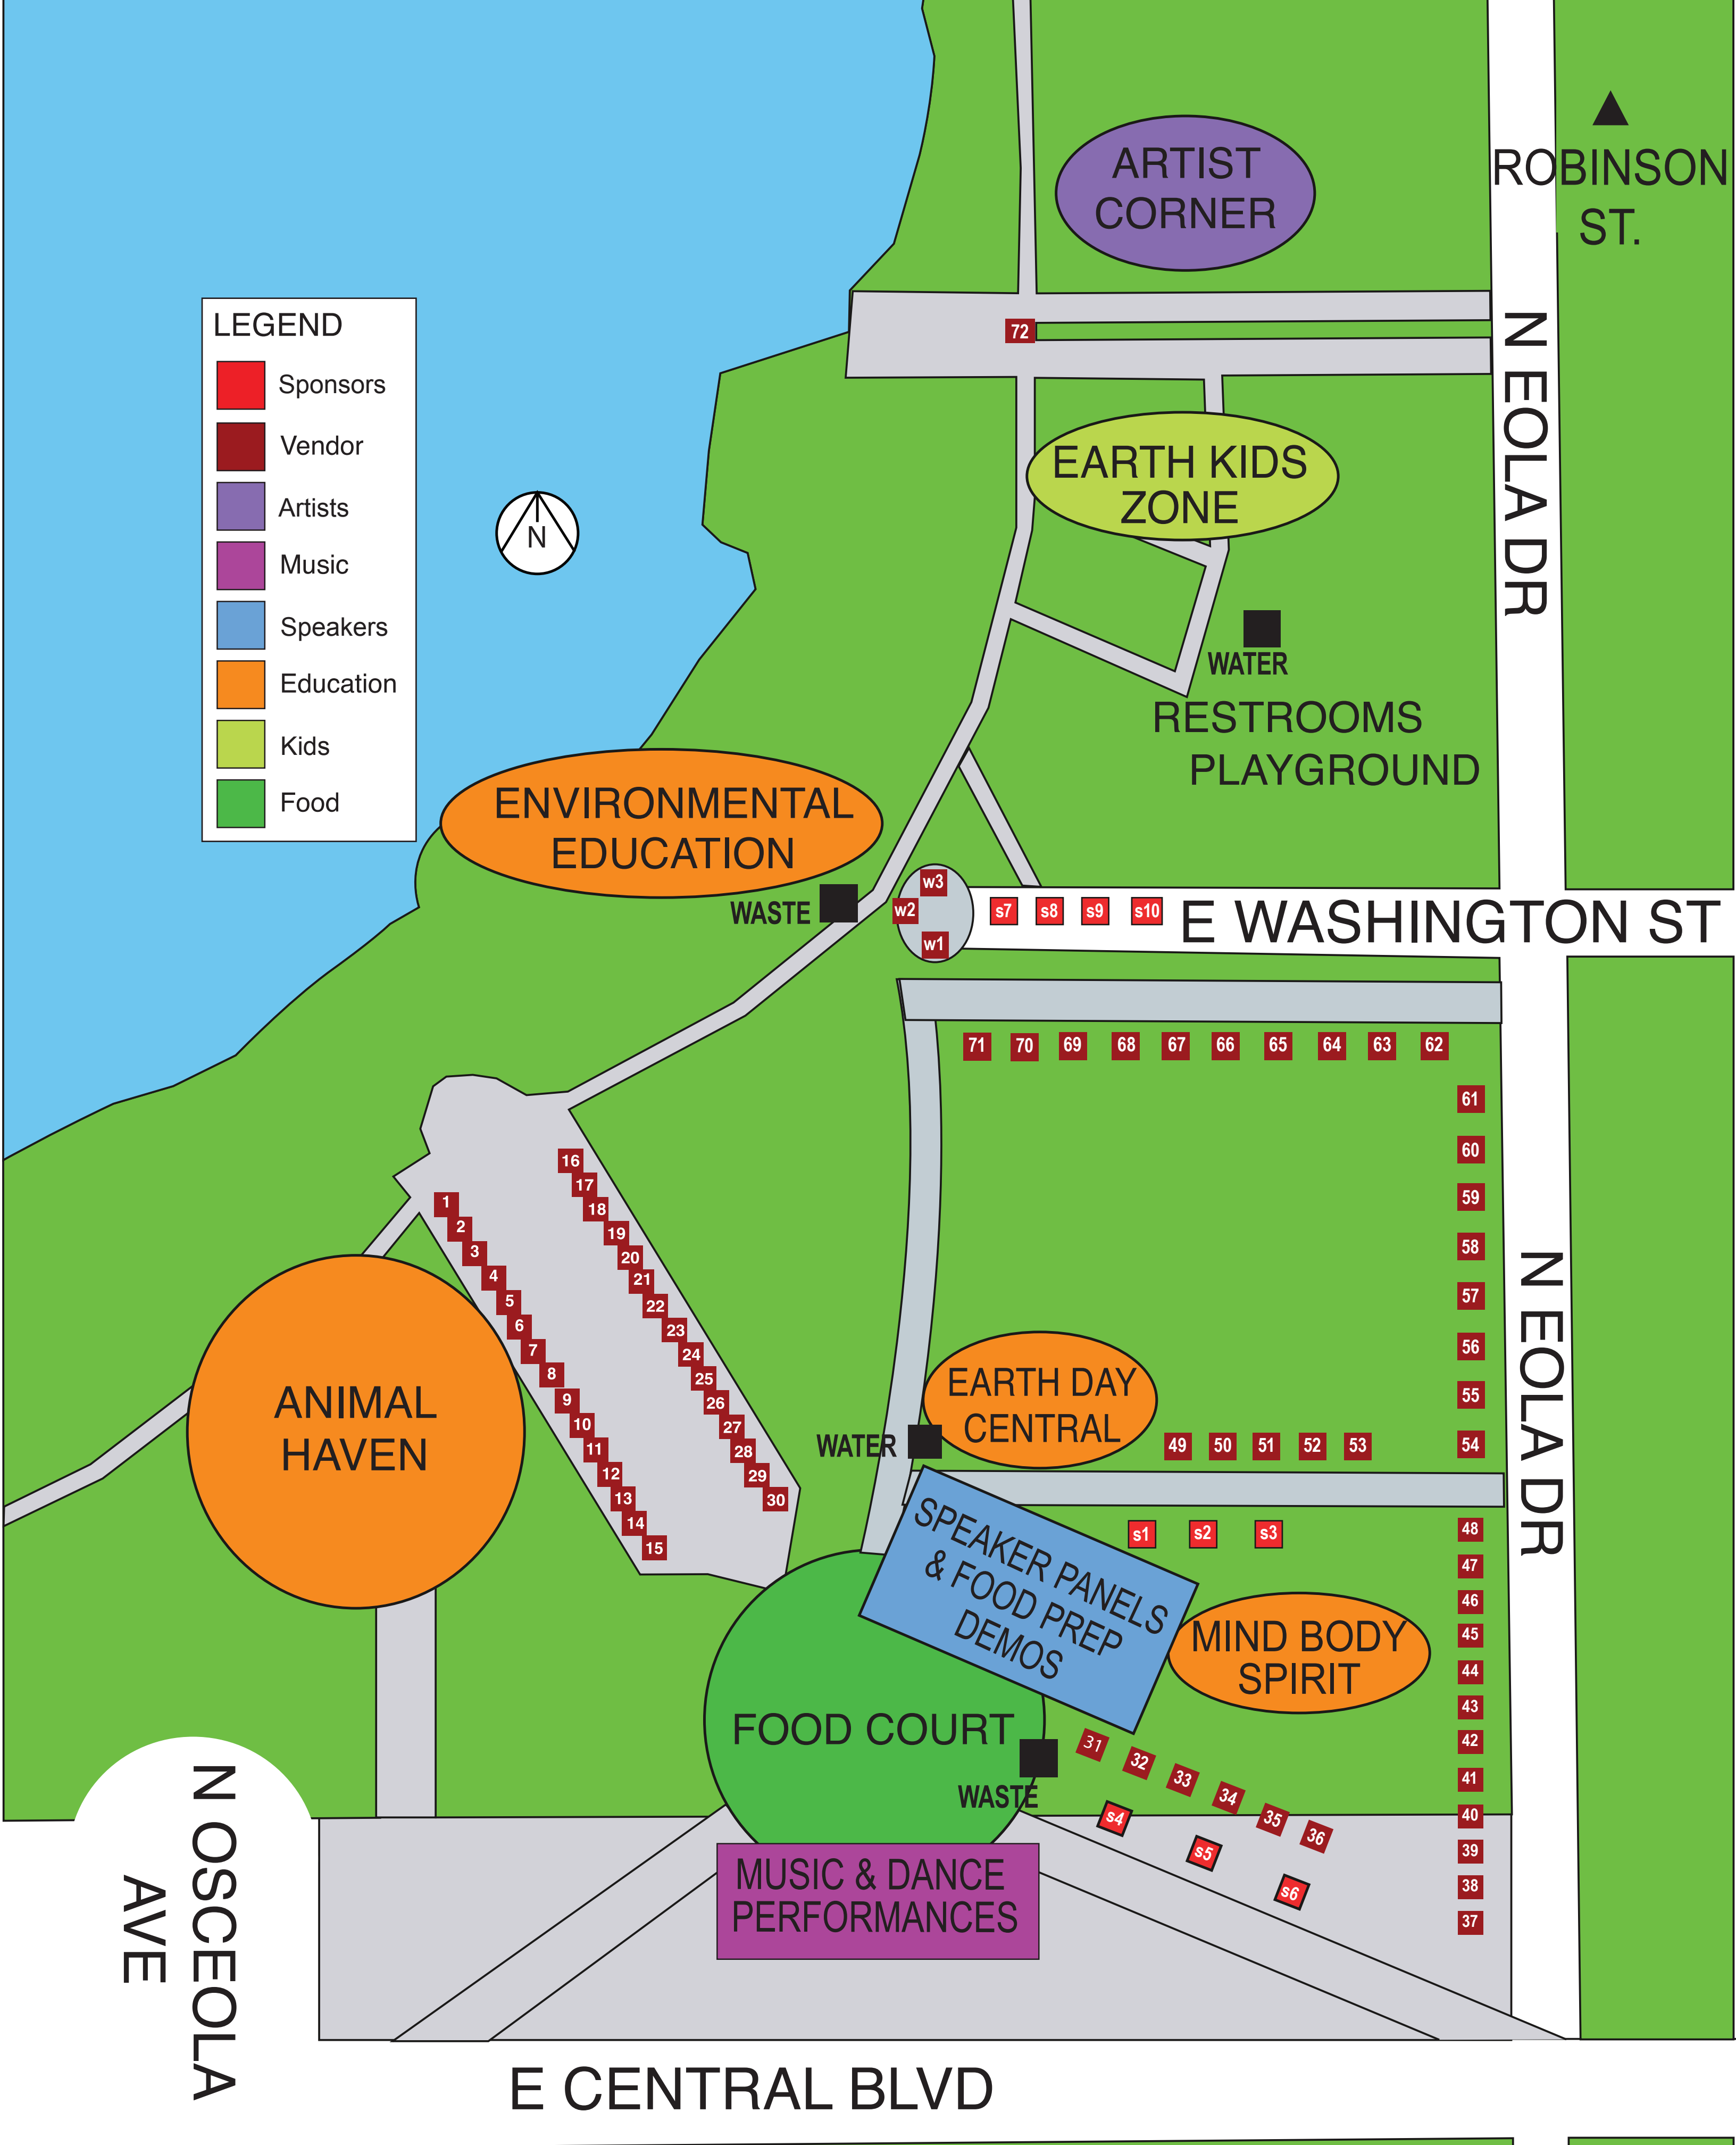 ARTIST
CORNER
ROBINSON
ST.
LEGEND
Sponsors
Vendor
Artists
Music
Speakers
Education
Kids
Food
N
72
N EOLA DR
EARTH KIDS
ZONE
WATER
RESTROOMS
PLAYGROUND
ENVIRONMENTAL
EDUCATION
WASTE
w3
w2
w1
s7 s8 s9 s10
E WASHINGTON ST
71 70 69 68 67 66 65 64 63 62
61
60
59
58
57
56
55
54
16
17
18
19
20
21
22
23
24
25
26
27
28
29
30
1
2
3
4
5
6
7
8
9
10
11
12
13
14
15
ANIMAL
HAVEN
EARTH DAY
CENTRAL
WATER
49 50 51 52 53
N EOLA DR
SPEAKER PANELS
& FOOD PREP
DEMOS
s1 s2 s3
48
47
46
45
44
43
42
41
40
39
38
37
MIND BODY
SPIRIT
FOOD COURT
WASTE
31
32
33
34
35
36
s4
s5
s6
MUSIC & DANCE
PERFORMANCES
N OSCEOLA
AVE
E CENTRAL BLVD